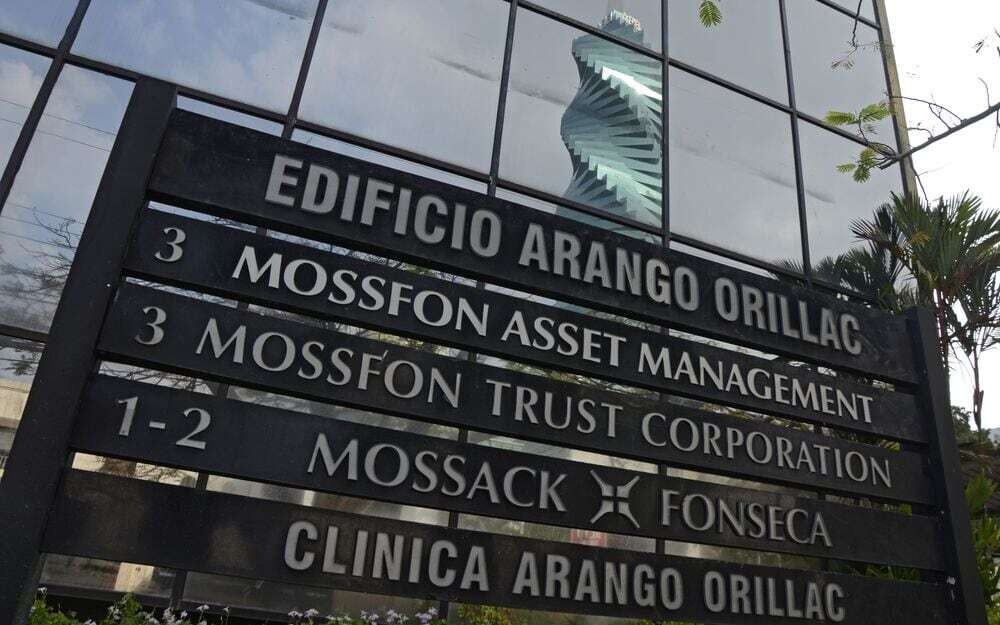 EDIFICIO ARANGO ORILLAC
3 MOSSFON ASSET MANAGEMENT
3 MOSSFON TRUST CORPORATION
1-2 MOSSACK FONSECA
CLINICA ARANGO ORILLAC